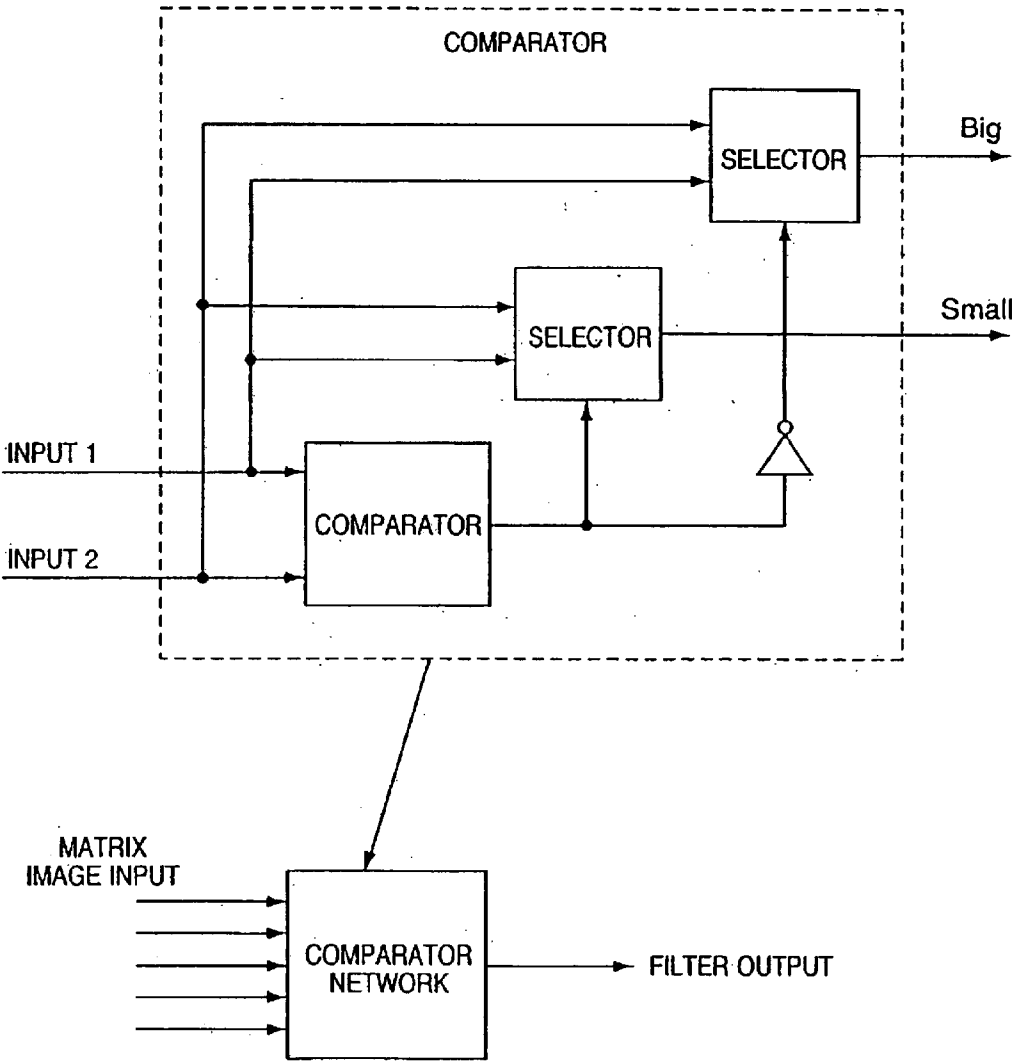 COMPARATOR
Big
SELECTOR
Small
SELECTOR
INPUT 1
COMPARATOR
INPUT 2
MATRIX
IMAGE INPUT
COMPARATOR
NETWORK
FILTER OUTPUT